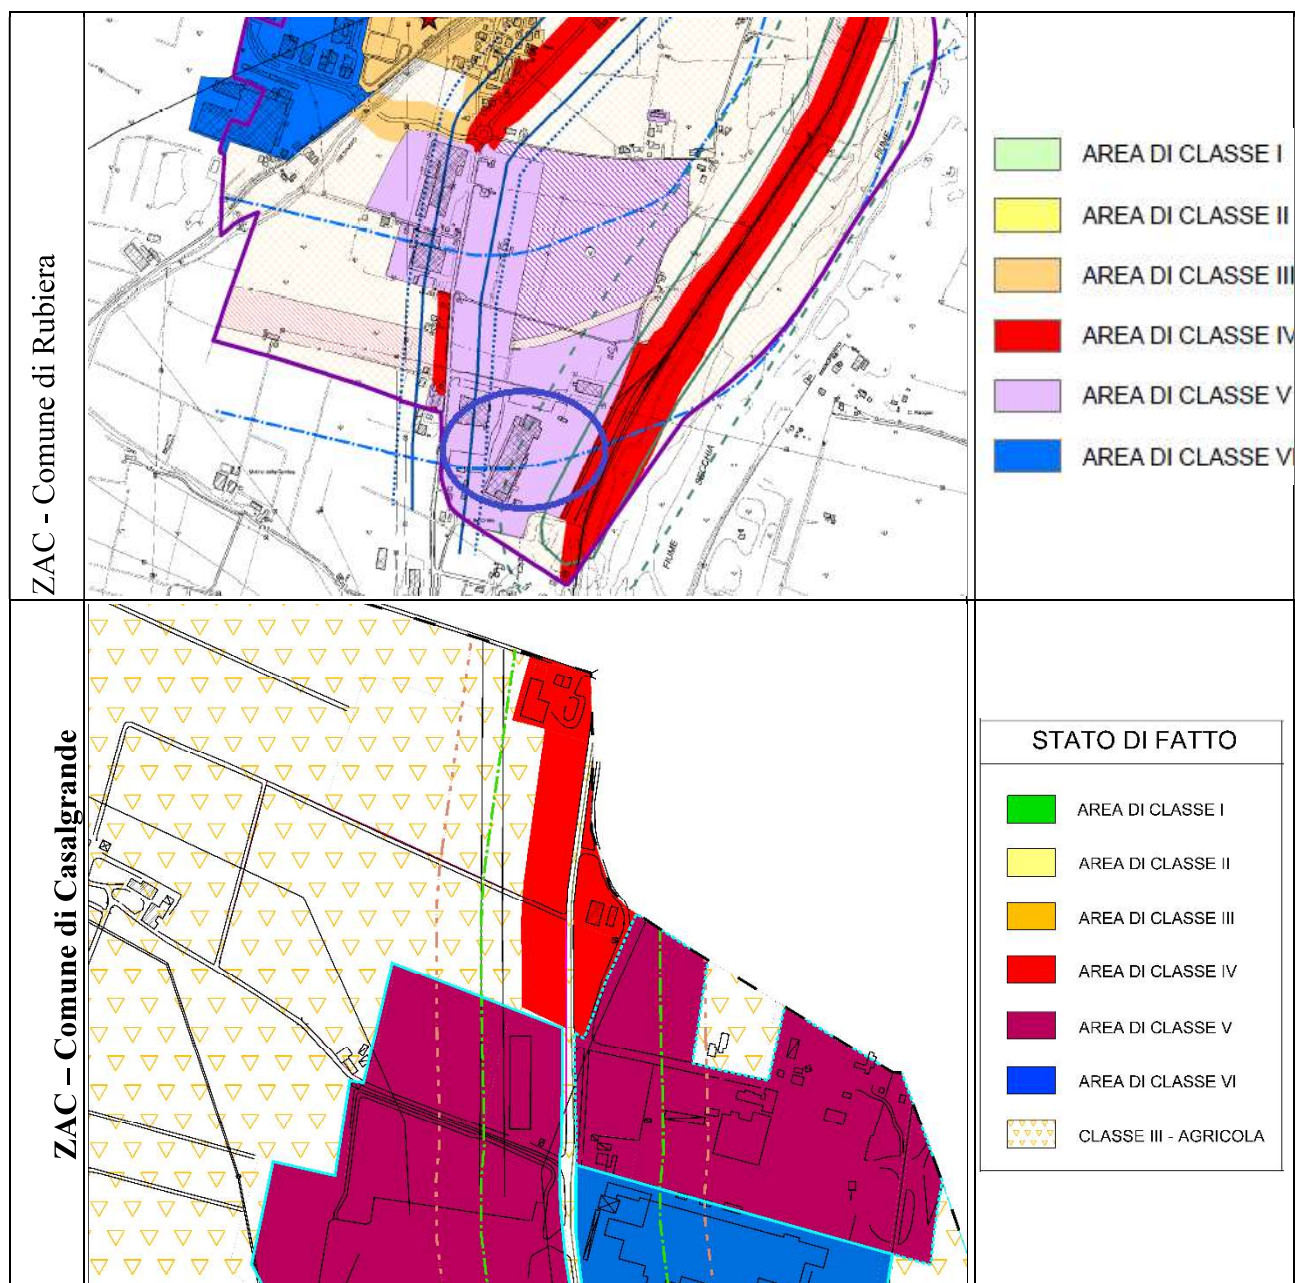 ZAC - Comune di Rubiera
FIUME
SECCHIA
FIUME
AREA DI CLASSE I
AREA DI CLASSE II
AREA DI CLASSE III
AREA DI CLASSE IV
AREA DI CLASSE V
AREA DI CLASSE VI
ZAC – Comune di Casalgrande
STATO DI FATTO
AREA DI CLASSE I
AREA DI CLASSE II
AREA DI CLASSE III
AREA DI CLASSE IV
AREA DI CLASSE V
AREA DI CLASSE VI
CLASSE III - AGRICOLA